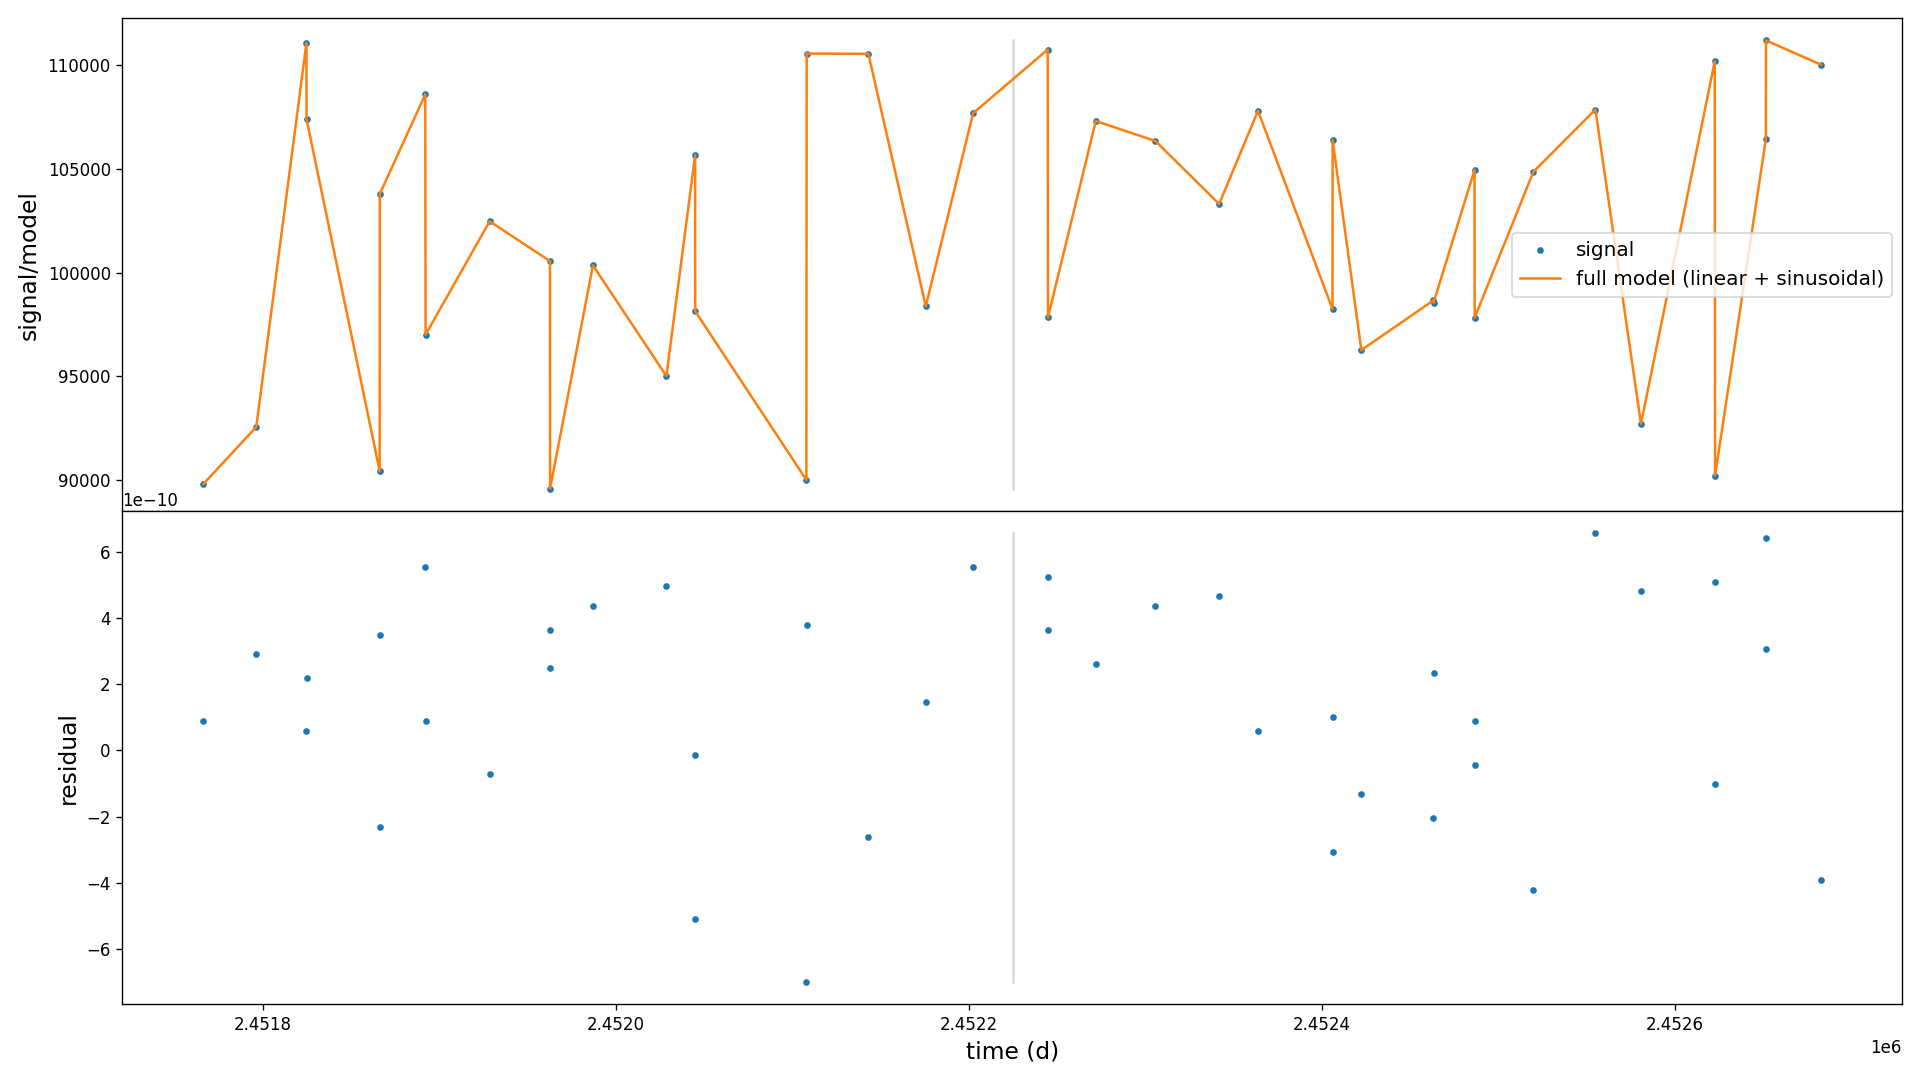 110000
105000
100000
95000
90000
signal/model
signal
full model (linear + sinusoidal)
1e−10
6
4
2
0
−2
−4
−6
residual
2.4518 2.4520 2.4522 2.4524 2.4526
time (d)
1e6